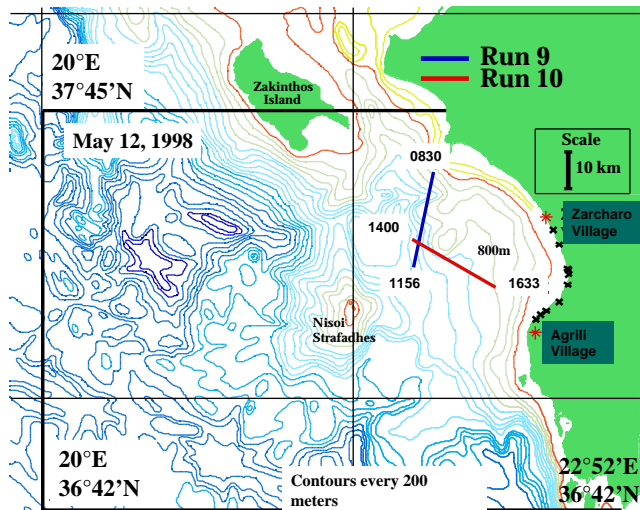 20°E
37°45'N
Zakinthos
Island
Run 9
Run 10
May 12, 1998
0830
Scale
10 km
Zarcharo
Village
1400
800m
1156
1633
Nisoi
Strafadhes
Agrili
Village
20°E
36°42'N
Contours every 200
meters
22°52'E
36°42'N